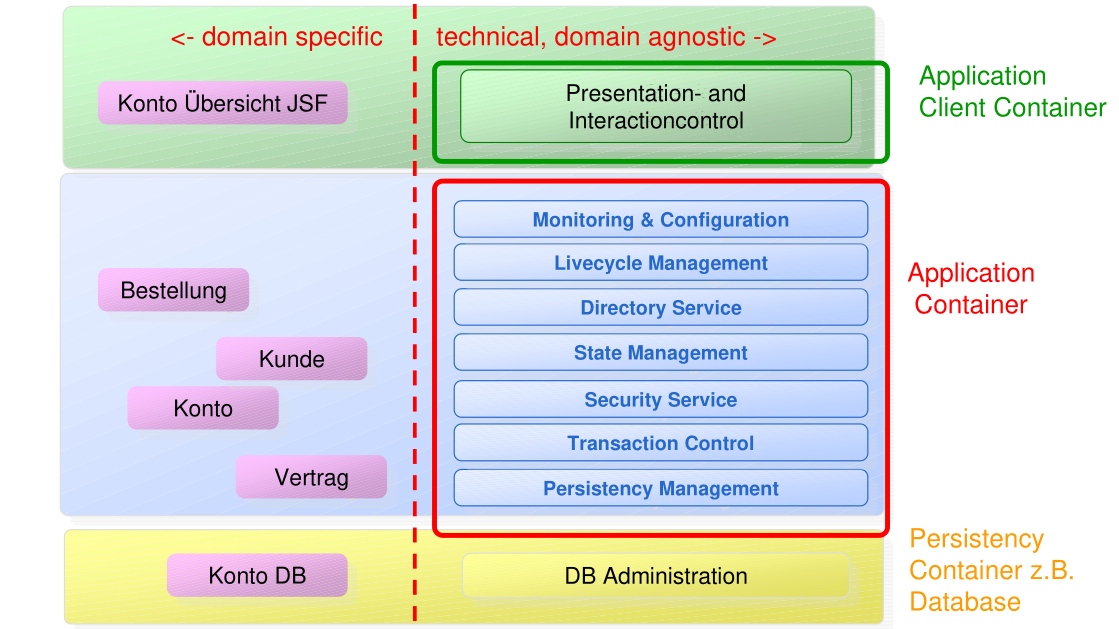 <- domain specific
technical, domain agnostic ->
Konto Übersicht JSF
Presentation- and
Interactioncontrol
Application
Client Container
Monitoring & Configuration
Livecycle Management
Directory Service
State Management
Security Service
Transaction Control
Persistency Management
Bestellung
Kunde
Konto
Vertrag
Application
Container
Konto DB
DB Administration
Persistency
Container z.B.
Database